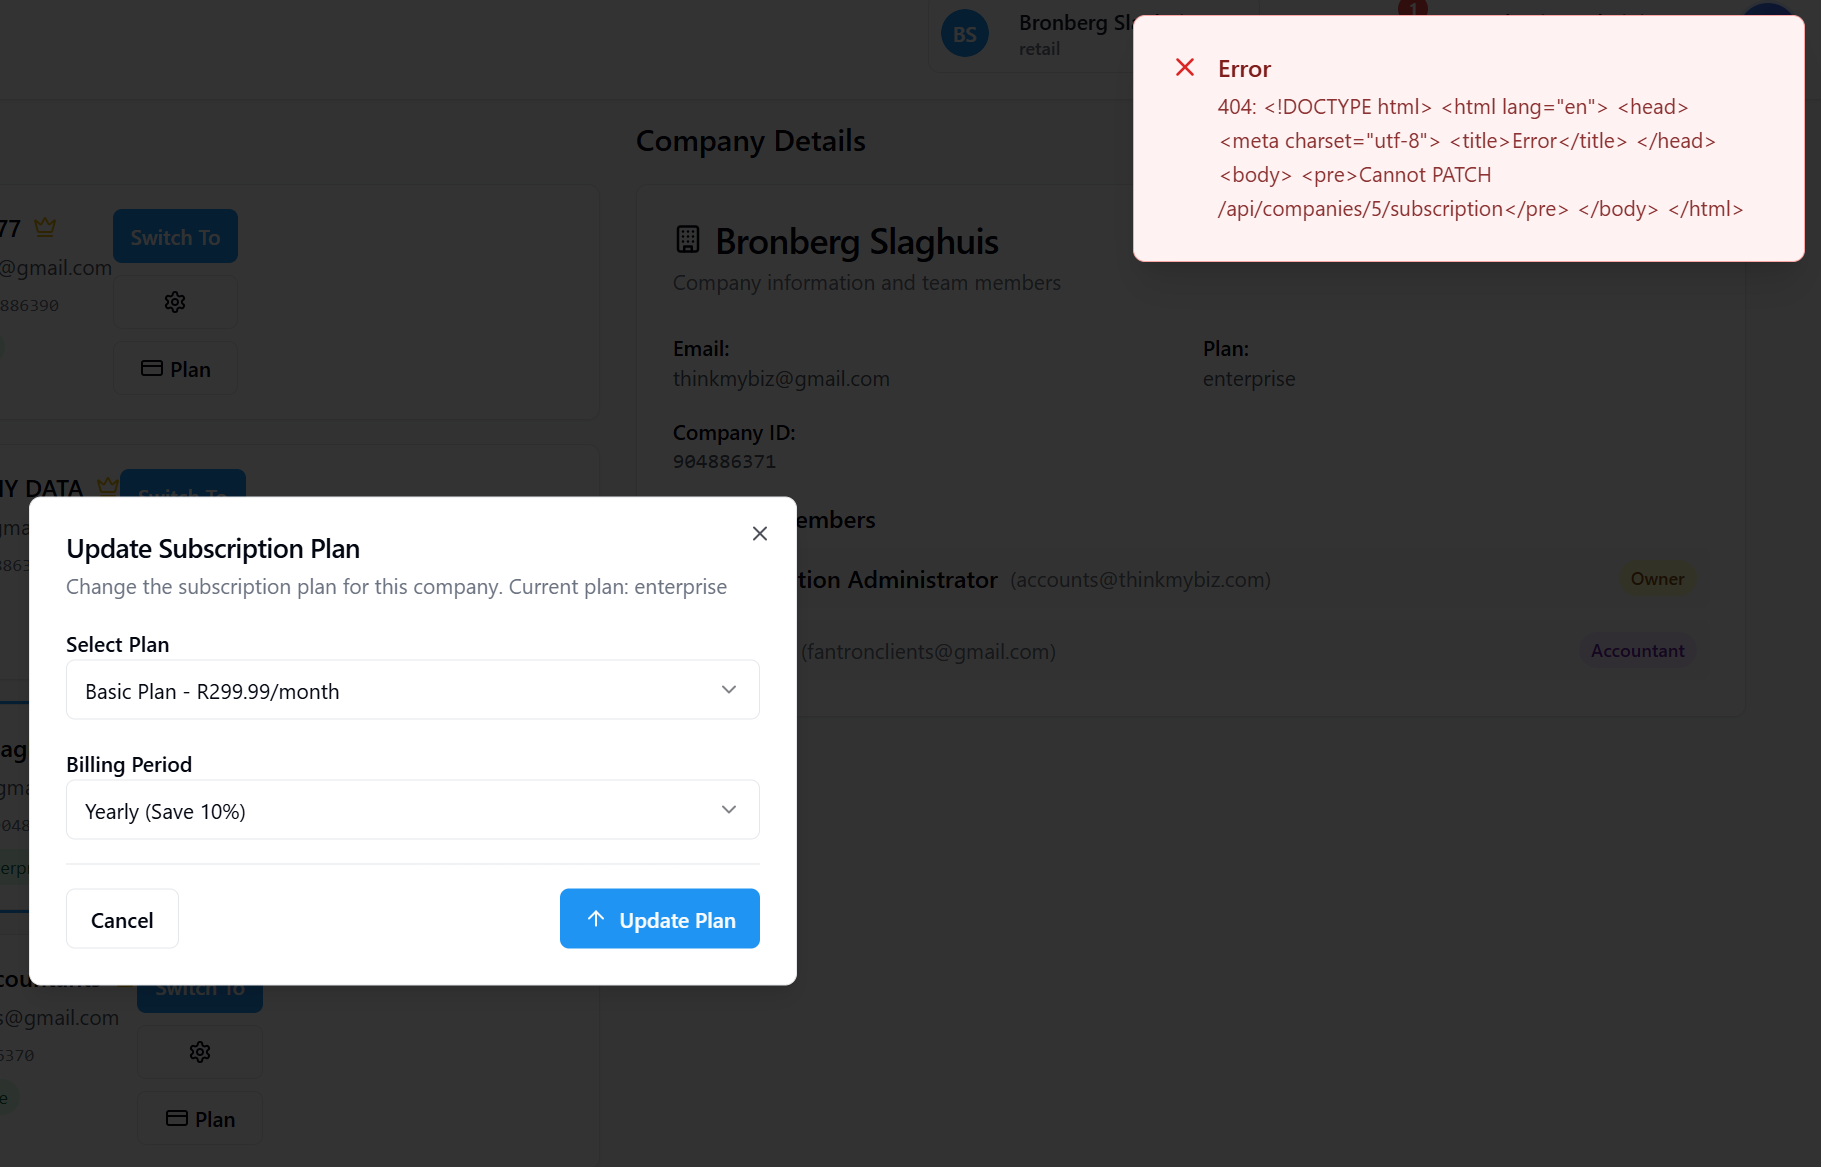 BS
Bronberg
retail
1
Error
404: <!DOCTYPE html> <html lang="en"> <head>
<meta charset="utf-8"> <title>Error</title> </head>
<body> <pre>Cannot PATCH
/api/companies/5/subscription</pre> </body> </html>
Company Details
77
Switch To
@gmail.com
886390
Plan
Bronberg Slaghuis
Company information and team members
Email:
thinkmybiz@gmail.com
Plan:
enterprise
Company ID:
904886371
DATA
Switch To
embers
tion Administrator (accounts@thinkmybiz.com)
Owner
(fantronclients@gmail.com)
Accountant
Update Subscription Plan
Change the subscription plan for this company. Current plan: enterprise
Select Plan
Basic Plan - R299.99/month
Billing Period
Yearly (Save 10%)
Cancel
Update Plan
Switch To
s@gmail.com
6370
e
Plan